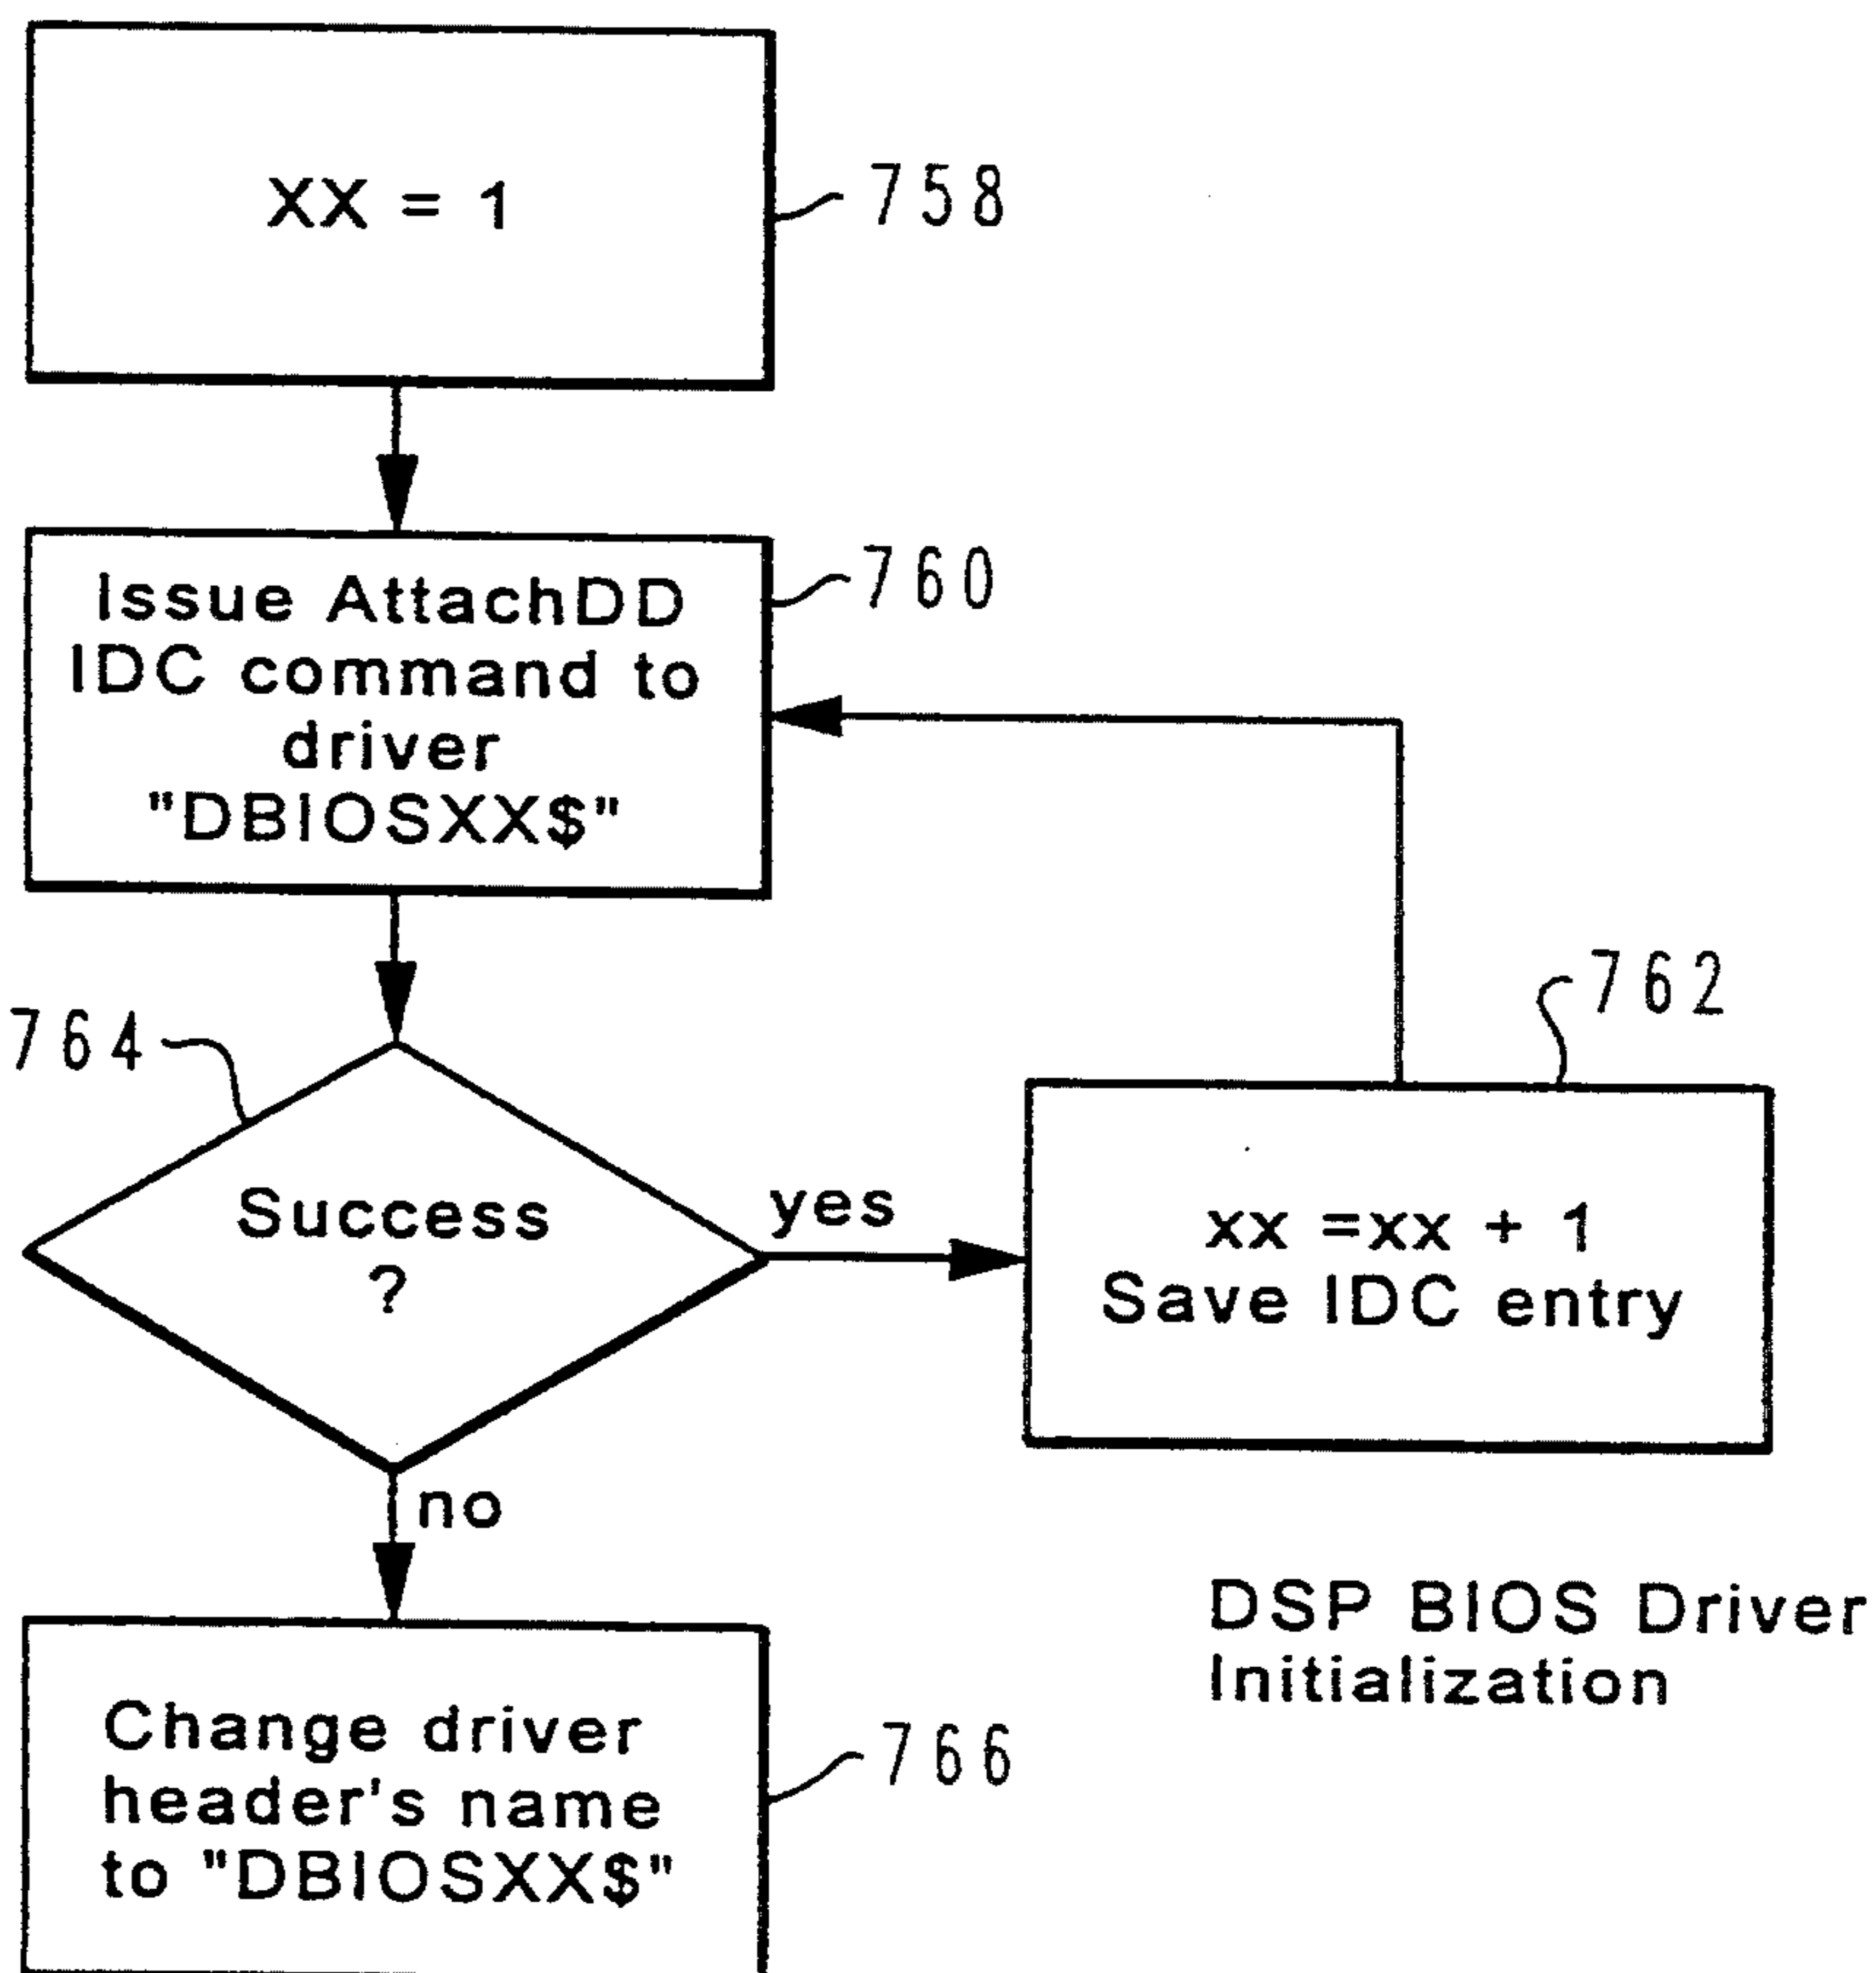 XX = 1
758
Issue AttachDD
IDC command to
driver
"DBIOSXX$"
760
764
Success
?
yes
762
xx =xx + 1
Save IDC entry
no
DSP BIOS Driver
Initialization
Change driver
header's name
to "DBIOSXX$"
766